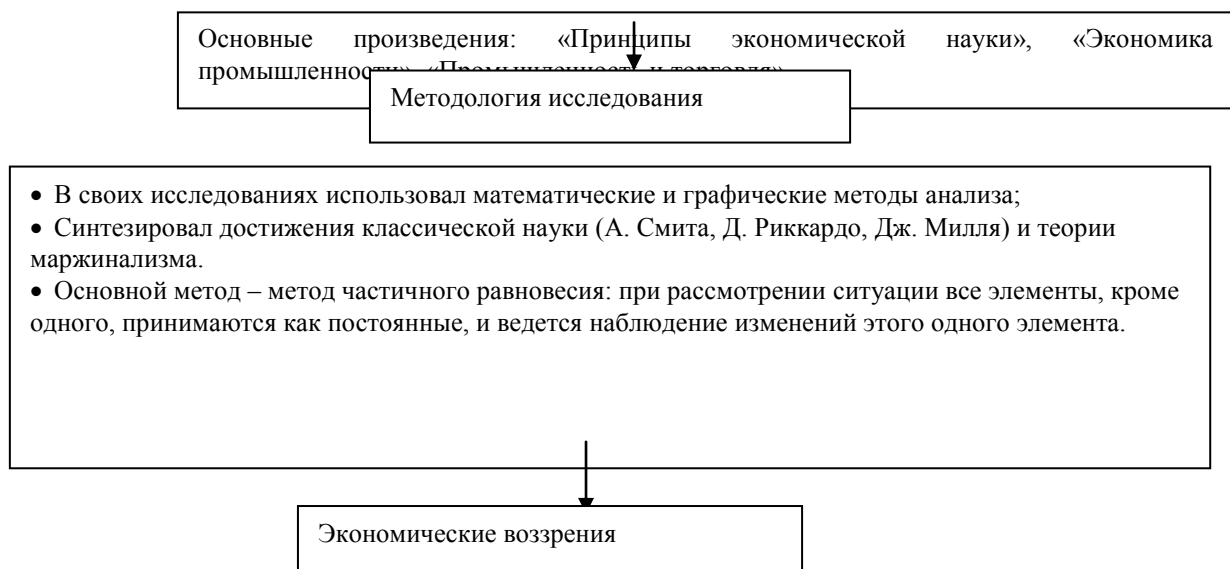 Основные произведения: «Принципы экономической науки», «Экономика
промышленности», «Промышленность и торговля»
Методология исследования
• В своих исследованиях использовал математические и графические методы анализа;
• Синтезировал достижения классической науки (А. Смита, Д. Риккардо, Дж. Милля) и теории
маржинализма.
• Основной метод – метод частичного равновесия: при рассмотрении ситуации все элементы, кроме
одного, принимаются как постоянные, и ведется наблюдение изменений этого одного элемента.
Экономические воззрения